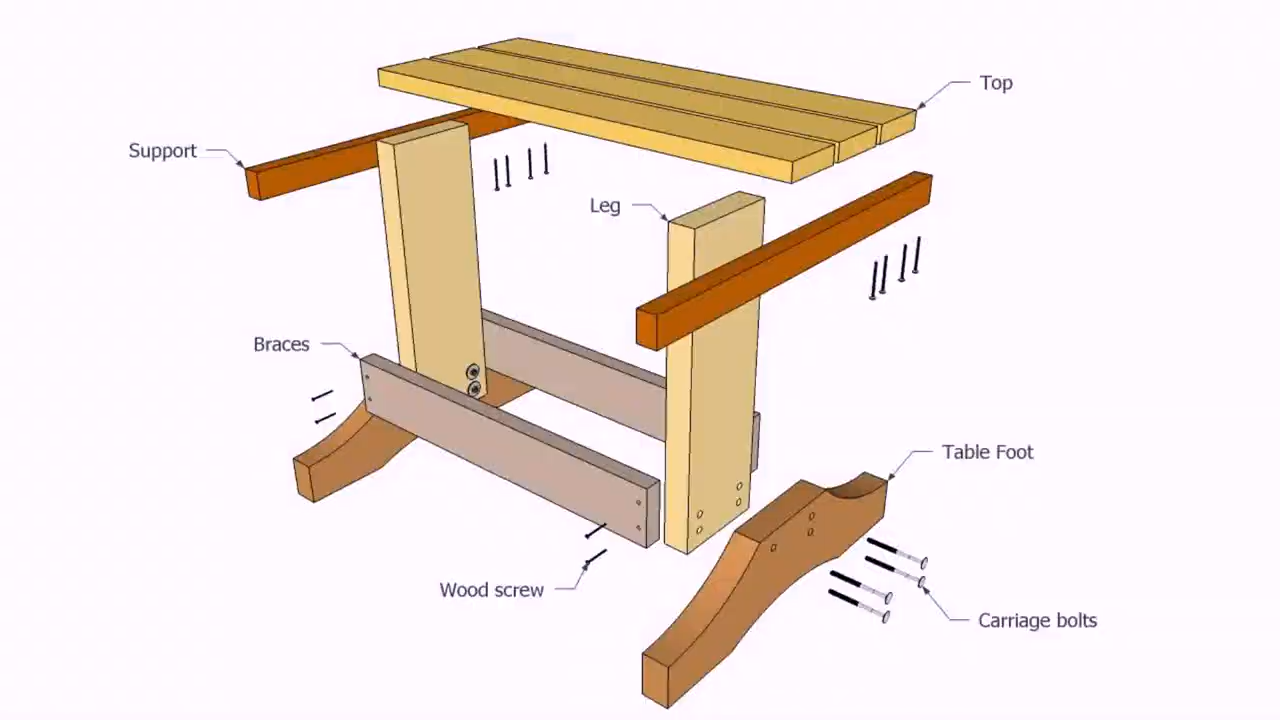 Top
Support
Leg
Braces
Table Foot
Wood screw
Carriage bolts